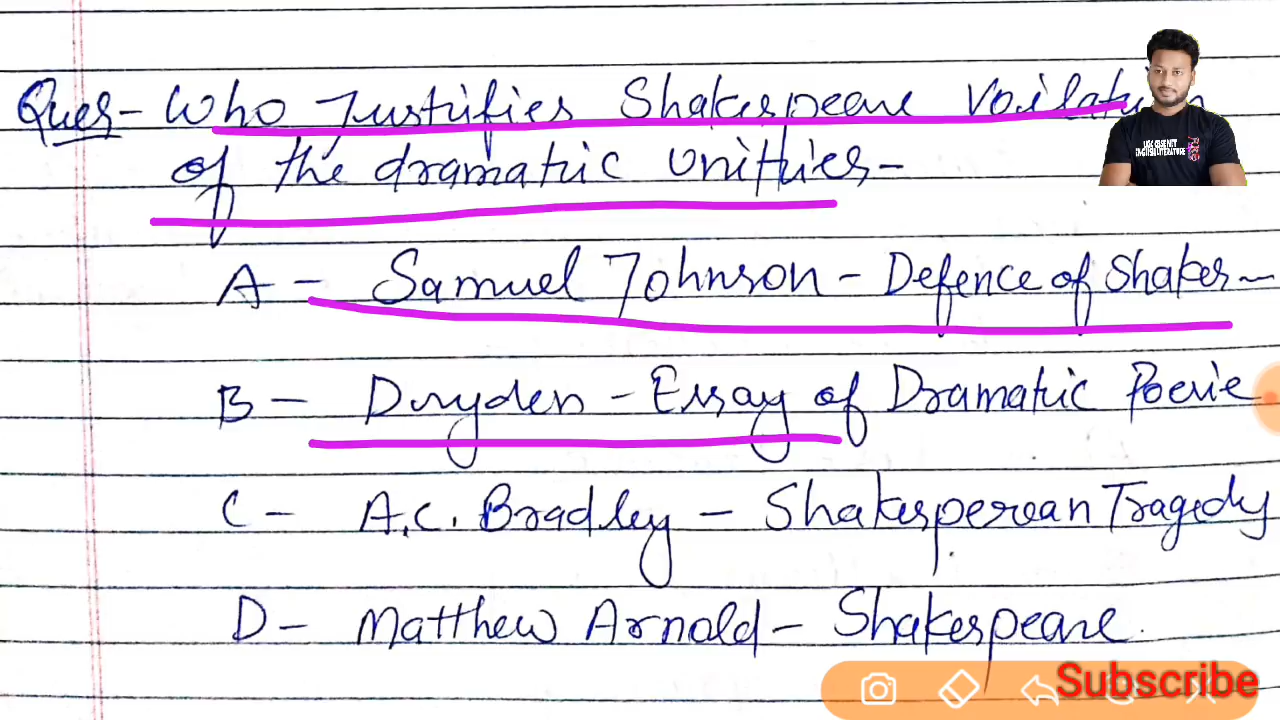 Ques- Who Justifies Shakespeare Voilation
of the dramatic Unities-
A - Samuel Johnson - Defence of Shakes -
B - Dryden - Essay of Dramatic Poesie
C - A.C. Bradley - Shakesperean Tragedy
D - Matthew Arnold - Shakespeare.
Subscribe